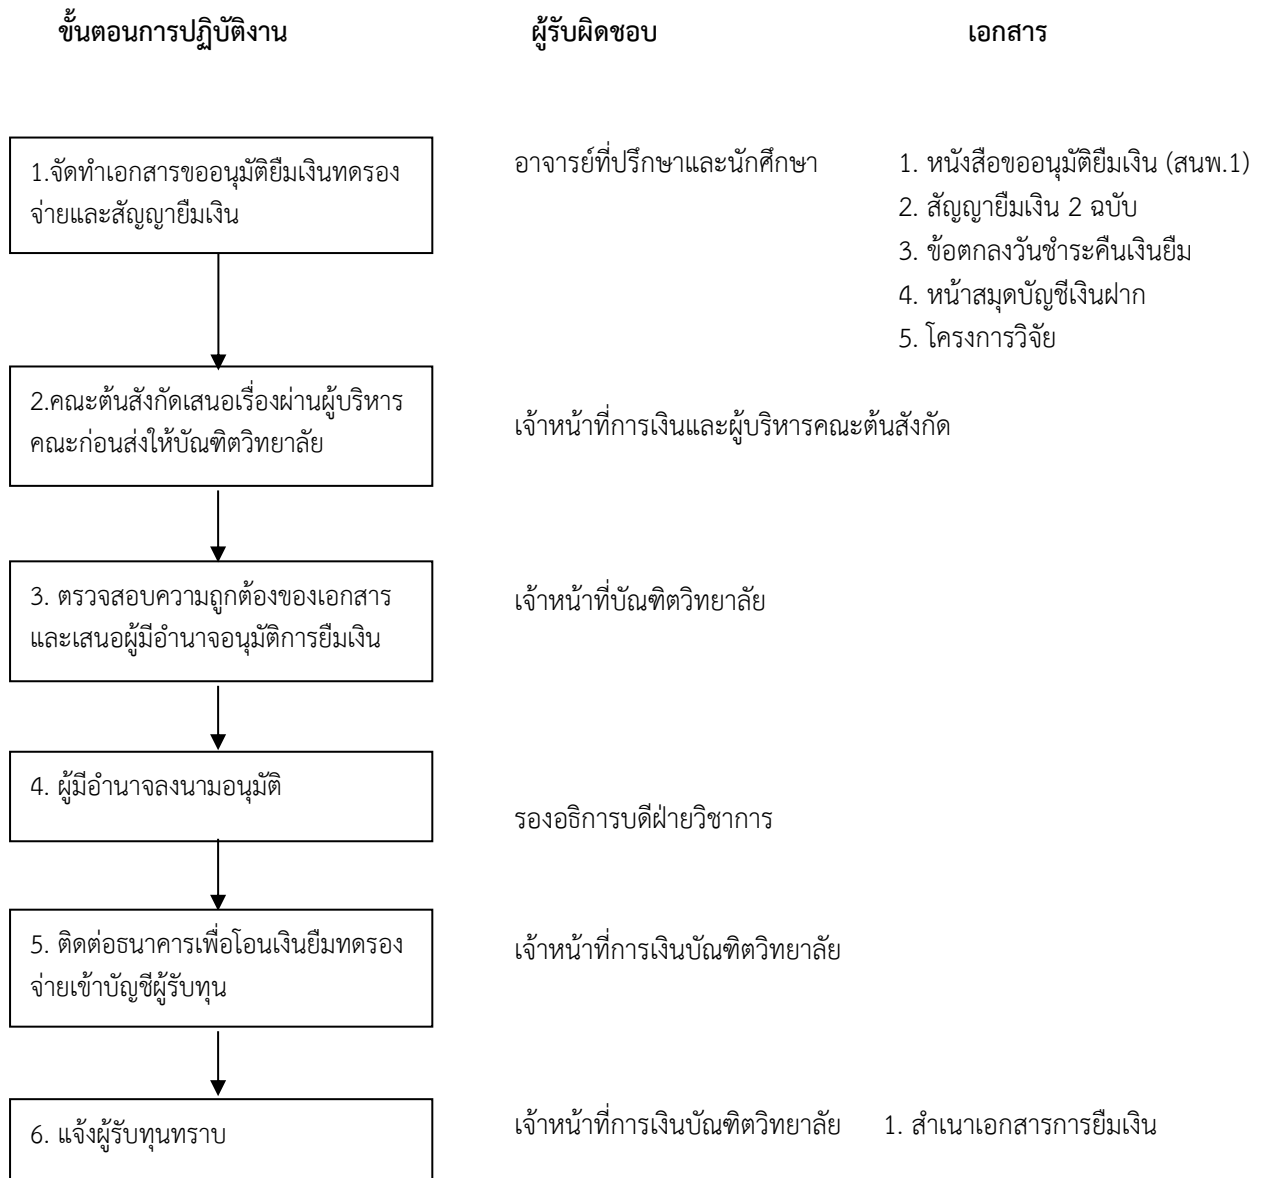 ขั้นตอนการปฏิบัติงาน ผู้รับผิดชอบ เอกสาร
1.จัดทำเอกสารขออนุมัติยืมเงินทดรอง
จ่ายและสัญญายืมเงิน
อาจารย์ที่ปรึกษาและนักศึกษา
1. หนังสือขออนุมัติยืมเงิน (สนพ.1)
2. สัญญายืมเงิน 2 ฉบับ
3. ข้อตกลงวันชำระคืนเงินยืม
4. หน้าสมุดบัญชีเงินฝาก
5. โครงการวิจัย
2.คณะต้นสังกัดเสนอเรื่องผ่านผู้บริหาร
คณะก่อนส่งให้บัณฑิตวิทยาลัย
เจ้าหน้าที่การเงินและผู้บริหารคณะต้นสังกัด
3. ตรวจสอบความถูกต้องของเอกสาร
และเสนอผู้มีอำนาจอนุมัติการยืมเงิน
เจ้าหน้าที่บัณฑิตวิทยาลัย
4. ผู้มีอำนาจลงนามอนุมัติ
รองอธิการบดีฝ่ายวิชาการ
5. ติดต่อธนาคารเพื่อโอนเงินยืมทดรอง
จ่ายเข้าบัญชีผู้รับทุน
เจ้าหน้าที่การเงินบัณฑิตวิทยาลัย
6. แจ้งผู้รับทุนทราบ
เจ้าหน้าที่การเงินบัณฑิตวิทยาลัย
1. สำเนาเอกสารการยืมเงิน